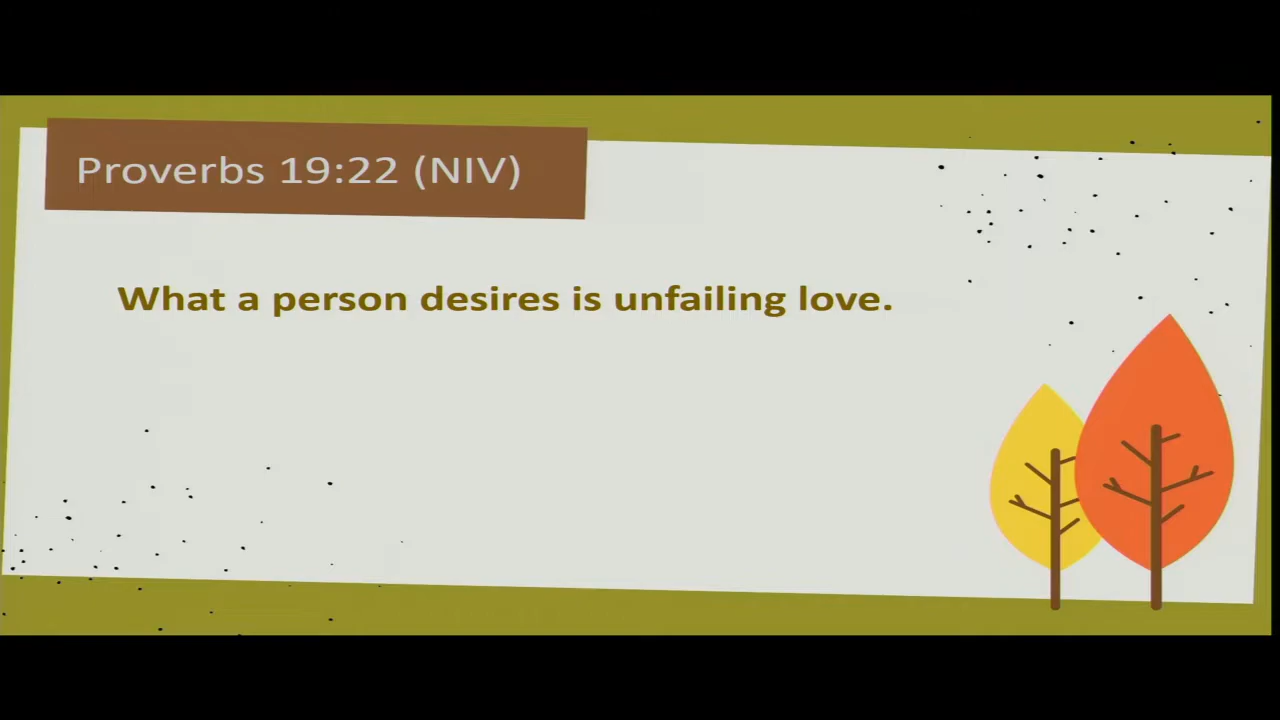 Proverbs 19:22 (NIV)
What a person desires is unfailing love.